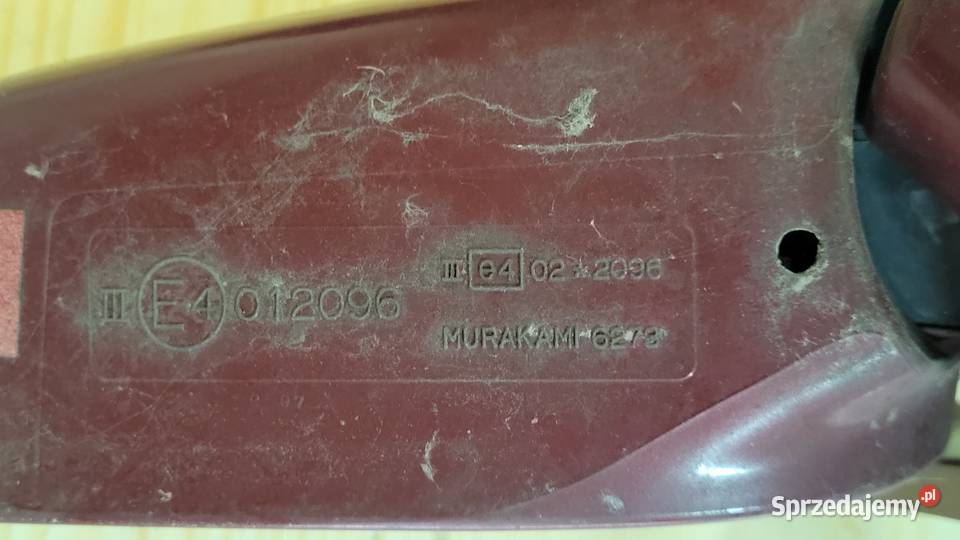 III E4 012096
III e4 02*2096
MURAKAMI 6273
Sprzedajemy.pl